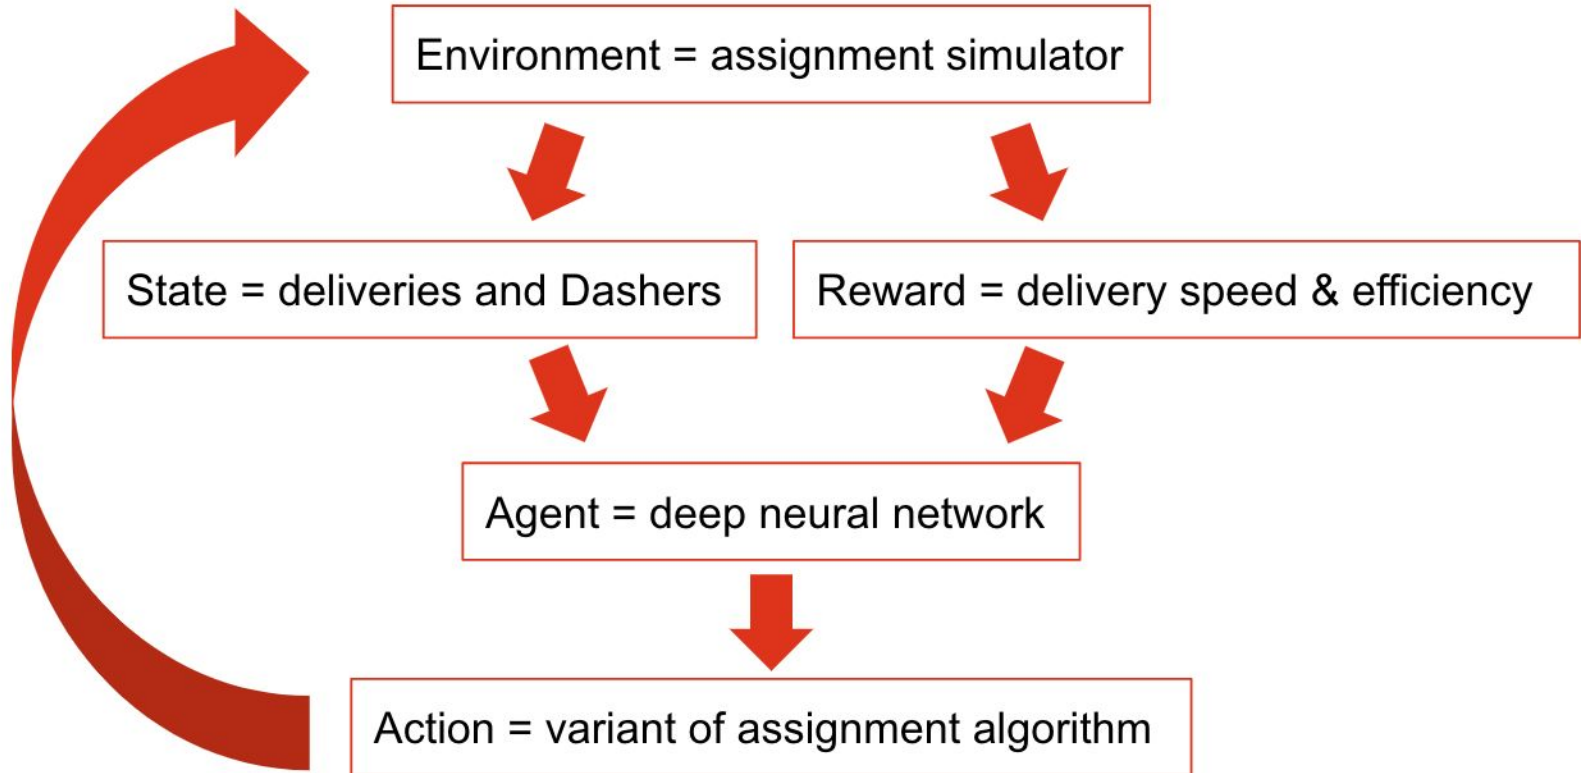 Environment = assignment simulator
State = deliveries and Dashers
Reward = delivery speed & efficiency
Agent = deep neural network
Action = variant of assignment algorithm